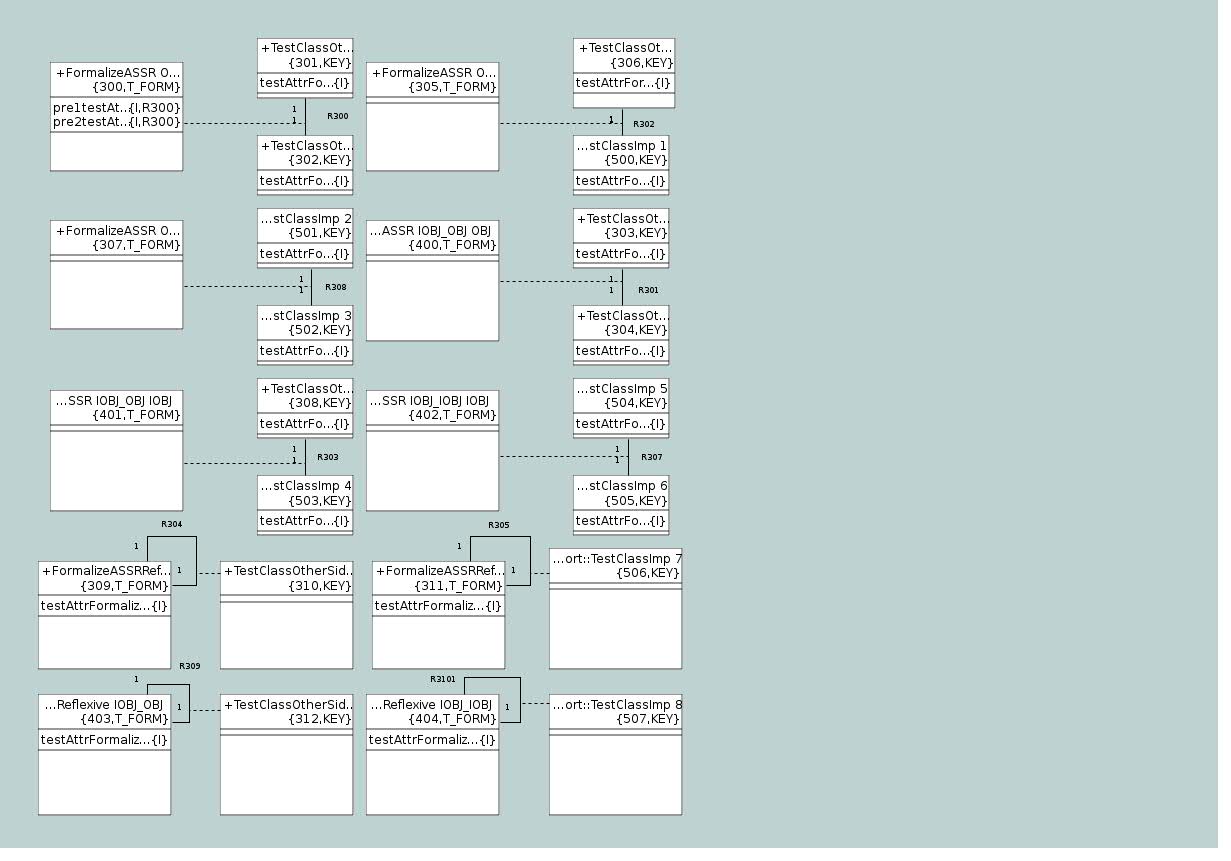 +FormalizeASSR O...
{300,T_FORM}
pre1testAt..{I,R300}
pre2testAt..{I,R300}
+TestClassOt...
{301,KEY}
testAttrFo...{I}
1
1
R300
+TestClassOt...
{302,KEY}
testAttrFo...{I}
+FormalizeASSR O...
{305,T_FORM}
+TestClassOt...
{306,KEY}
testAttrFor...{I}
1
R302
...stClassImp 1
{500,KEY}
testAttrFo...{I}
+FormalizeASSR O...
{307,T_FORM}
...stClassImp 2
{501,KEY}
testAttrFo...{I}
1
1
R308
...stClassImp 3
{502,KEY}
testAttrFo...{I}
...ASSR IOBJ_OBJ OBJ
{400,T_FORM}
+TestClassOt...
{303,KEY}
testAttrFo...{I}
1
1
R301
+TestClassOt...
{304,KEY}
testAttrFo...{I}
...SSR IOBJ_OBJ IOBJ
{401,T_FORM}
+TestClassOt...
{308,KEY}
testAttrFo...{I}
1
1
R303
...stClassImp 4
{503,KEY}
testAttrFo...{I}
...SSR IOBJ_IOBJ IOBJ
{402,T_FORM}
...stClassImp 5
{504,KEY}
testAttrFo...{I}
1
1
R307
...stClassImp 6
{505,KEY}
testAttrFo...{I}
R304
1
+FormalizeASSRRef...
{309,T_FORM}
testAttrFormaliz...{I}
1
+TestClassOtherSid...
{310,KEY}
R305
1
+FormalizeASSRRef...
{311,T_FORM}
testAttrFormaliz...{I}
1
...ort::TestClassImp 7
{506,KEY}
R309
1
...Reflexive IOBJ_OBJ
{403,T_FORM}
testAttrFormaliz...{I}
1
+TestClassOtherSid...
{312,KEY}
R3101
...Reflexive IOBJ_IOBJ
{404,T_FORM}
testAttrFormaliz...{I}
1
...ort::TestClassImp 8
{507,KEY}